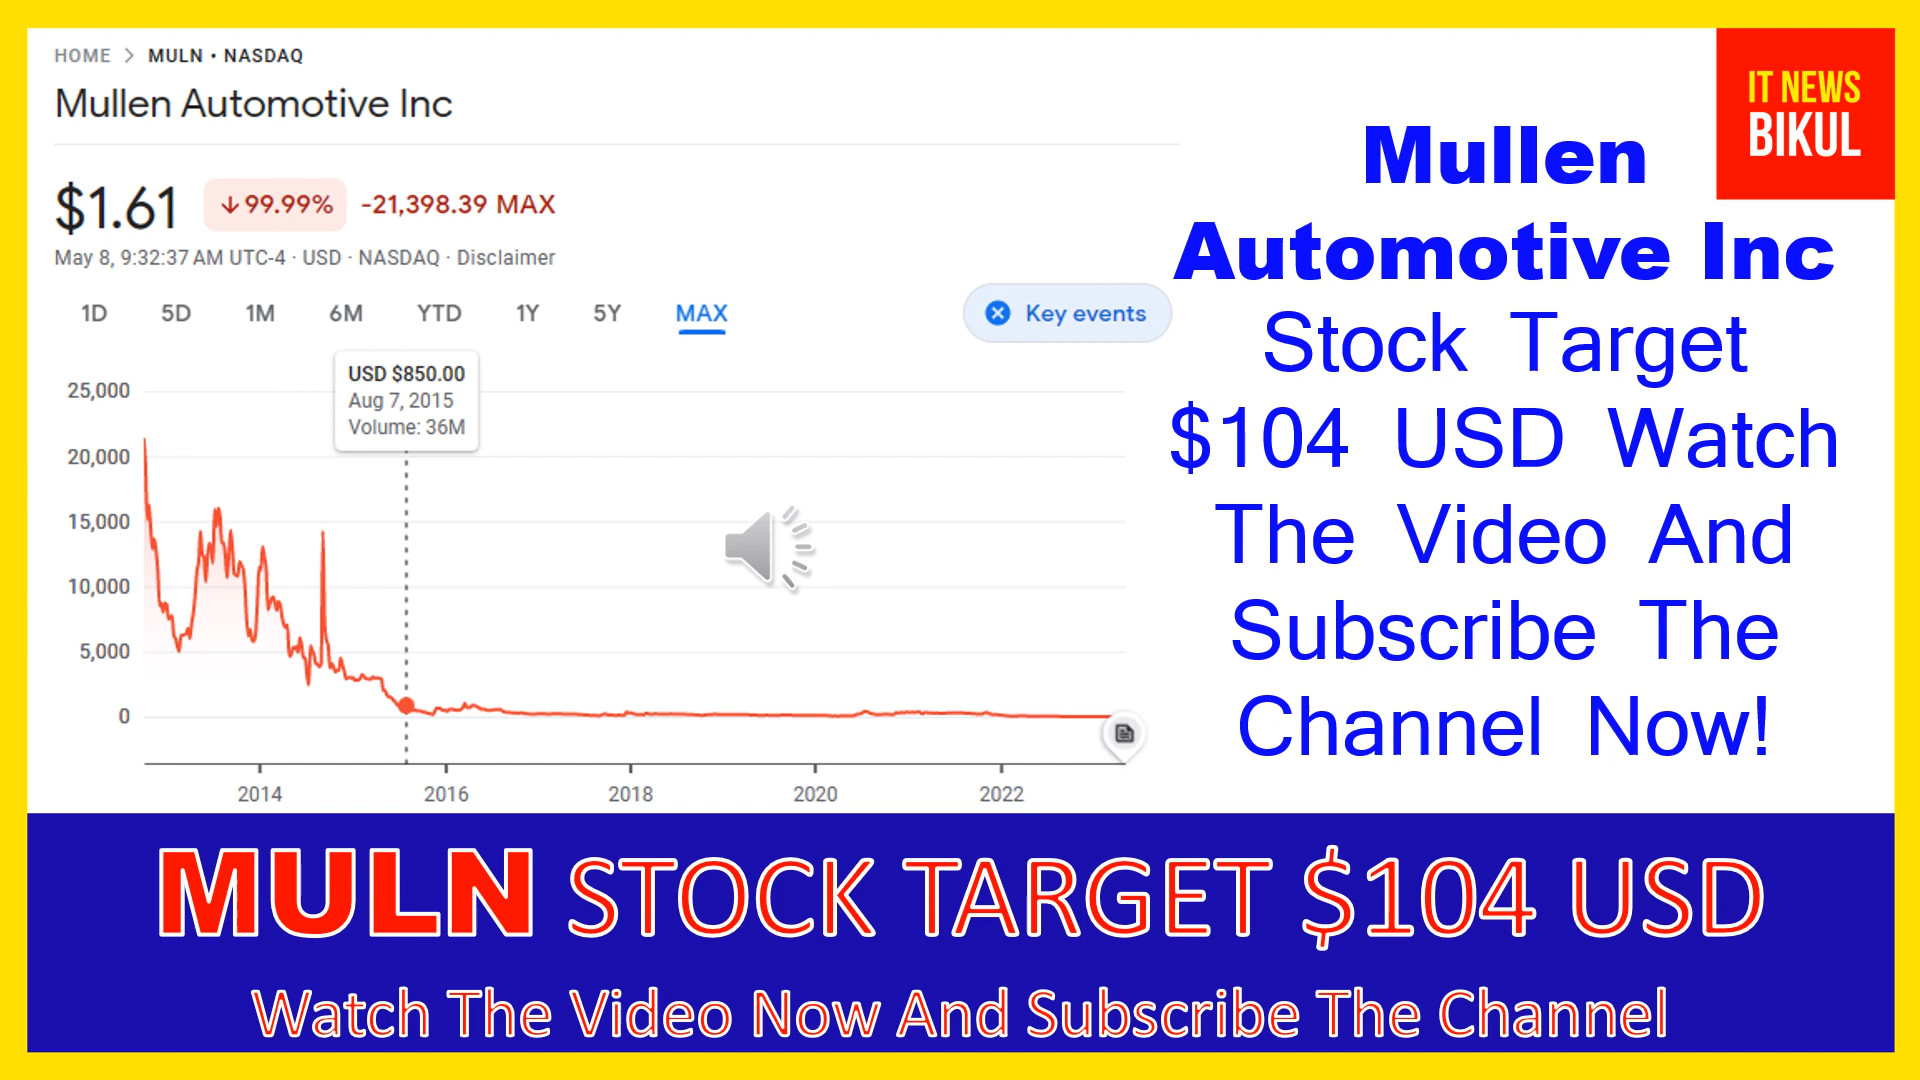 HOME > MULN • NASDAQ
Mullen Automotive Inc
$1.61 ↓ 99.99% -21,398.39 MAX
May 8, 9:32:37 AM UTC-4 · USD · NASDAQ · Disclaimer
1D 5D 1M 6M YTD 1Y 5Y MAX
Key events
USD $850.00
Aug 7, 2015
Volume: 36M
25,000
20,000
15,000
10,000
5,000
0
2014 2016 2018 2020 2022
IT NEWS
BIKUL
Mullen
Automotive Inc
Stock Target
$104 USD Watch
The Video And
Subscribe The
Channel Now!
MULN STOCK TARGET $104 USD
Watch The Video Now And Subscribe The Channel